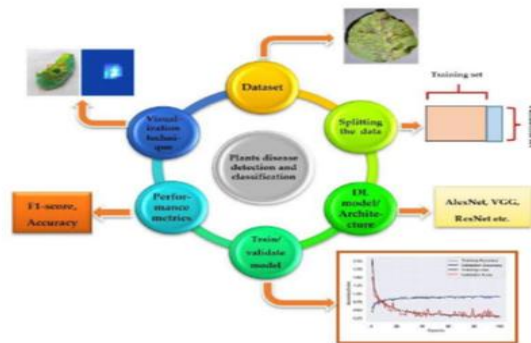 Dataset
Training set
Visual-
ization
techni-
que
Splitting
the data
Plants disease
detection and
classification
F1-score,
Accuracy
Perfor-
mance
metrics
DL
model/
Archite-
cture
AlexNet, VGG,
ResNet etc.
Train/
validate
model